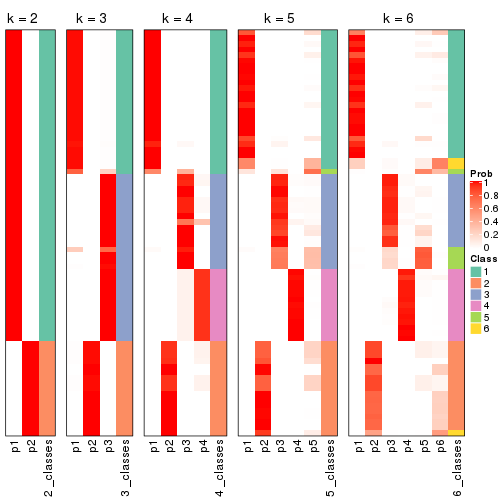 k = 2 k = 3 k = 4 k = 5 k = 6
Prob
1
0.8
0.6
0.4
0.2
0
Class
1
2
3
4
5
6
p1 p2 2_classes
p1 p2 p3 3_classes
p1 p2 p3 p4 4_classes
p1 p2 p3 p4 p5 5_classes
p1 p2 p3 p4 p5 p6 6_classes